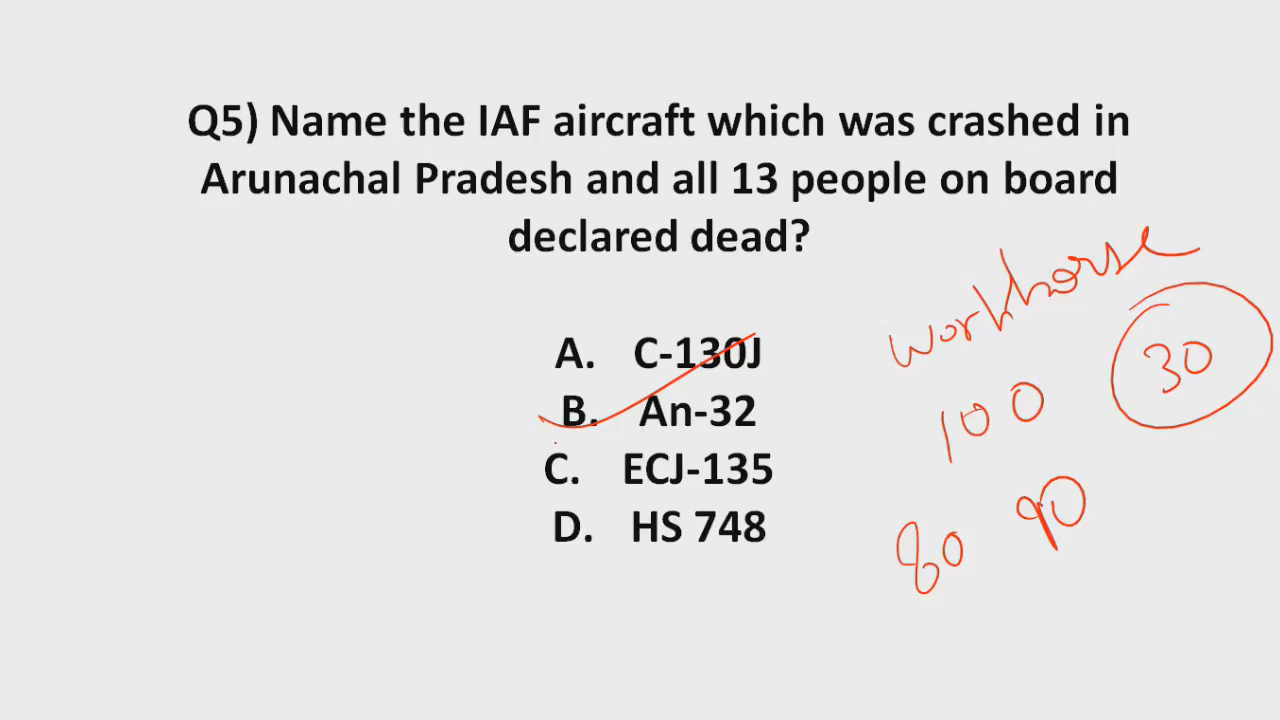 Q5) Name the IAF aircraft which was crashed in
Arunachal Pradesh and all 13 people on board
declared dead?
A. C-130J
B. An-32
C. ECJ-135
D. HS 748
workhorse
100
30
80 90